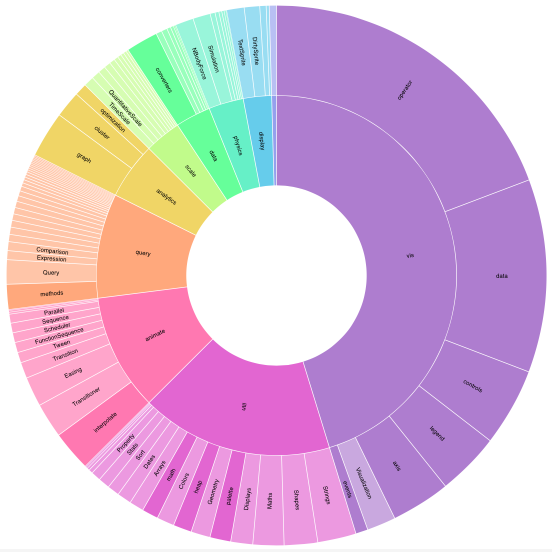 operator
data
controls
legend
axis
Visualization
events
Strings
Shapes
Maths
Displays
palette
Geometry
heap
Colors
math
Arrays
Dates
Sort
Stats
Property
interpolate
Transitioner
Easing
Transition
Tween
FunctionSequence
Scheduler
Sequence
Parallel
methods
Query
Expression
Comparison
graph
cluster
optimization
TimeScale
QuantitativeScale
converters
NBodyForce
Simulation
TextSprite
DirtySprite
vis
util
animate
query
analytics
scale
data
physics
display